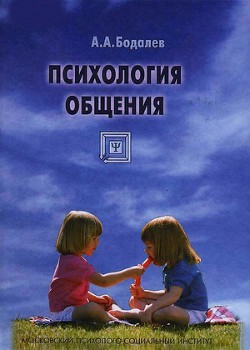 А.А.Бодалев
ПСИХОЛОГИЯ
ОБЩЕНИЯ
Ψ
МОСКОВСКИЙ ПСИХОЛОГО-СОЦИАЛЬНЫЙ ИНСТИТУТ